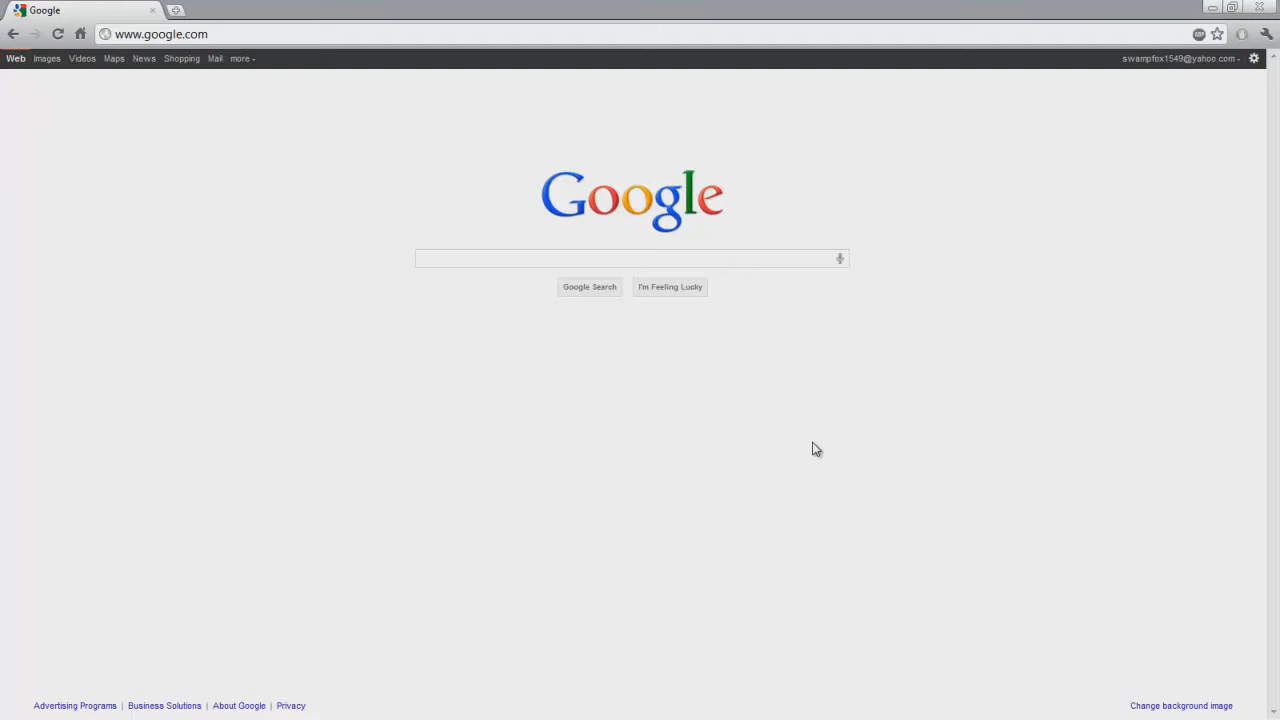 Google
www.google.com
ABP
Web Images Videos Maps News Shopping Mail more -
swampfox1549@yahoo.com -
Google
Google Search
I'm Feeling Lucky
Advertising Programs | Business Solutions | About Google | Privacy
Change background image